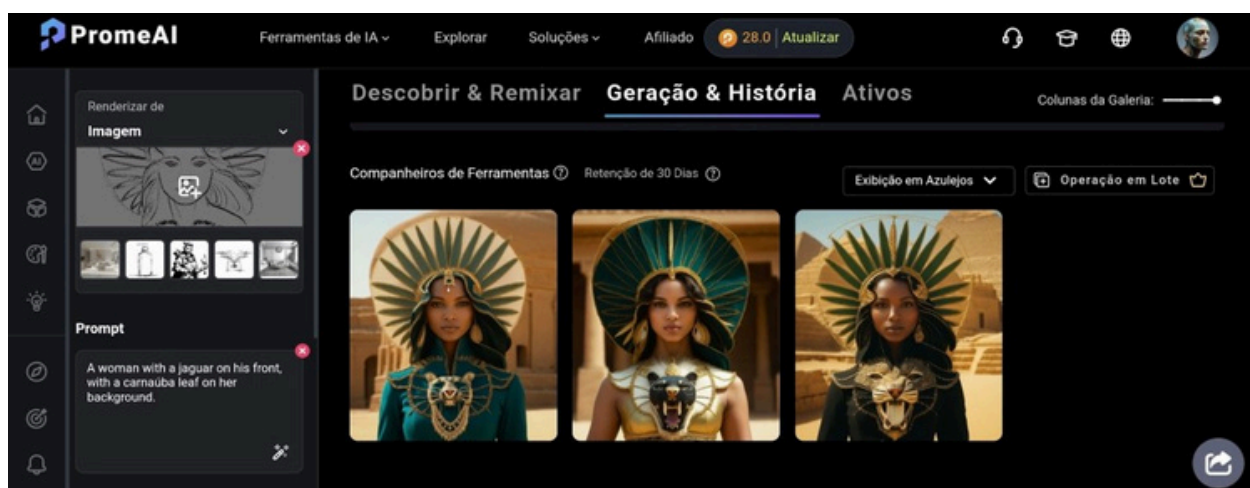 PromeAI
Ferramentas de IA
Explorar
Soluções
Afiliado
28.0 | Atualizar
Renderizar de
Imagem
Prompt
A woman with a jaguar on his front,
with a carnaúba leaf on her
background.
Descobrir & Remixar
Geração & História
Ativos
Colunas da Galeria:
Companheiros de Ferramentas ?
Retenção de 30 Dias ?
Exibição em Azulejos
Operação em Lote
AI